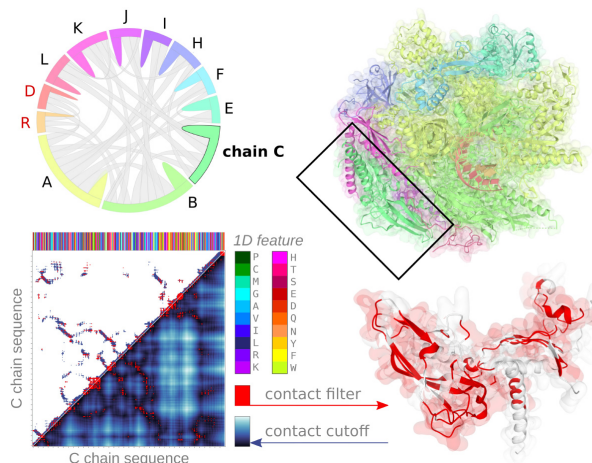 J
K
I
L
H
D
F
R
E
chain C
A
B
1D feature
P H
C T
M S
G E
A D
V Q
I N
L Y
R F
K W
C chain sequence
contact filter
contact cutoff
C chain sequence